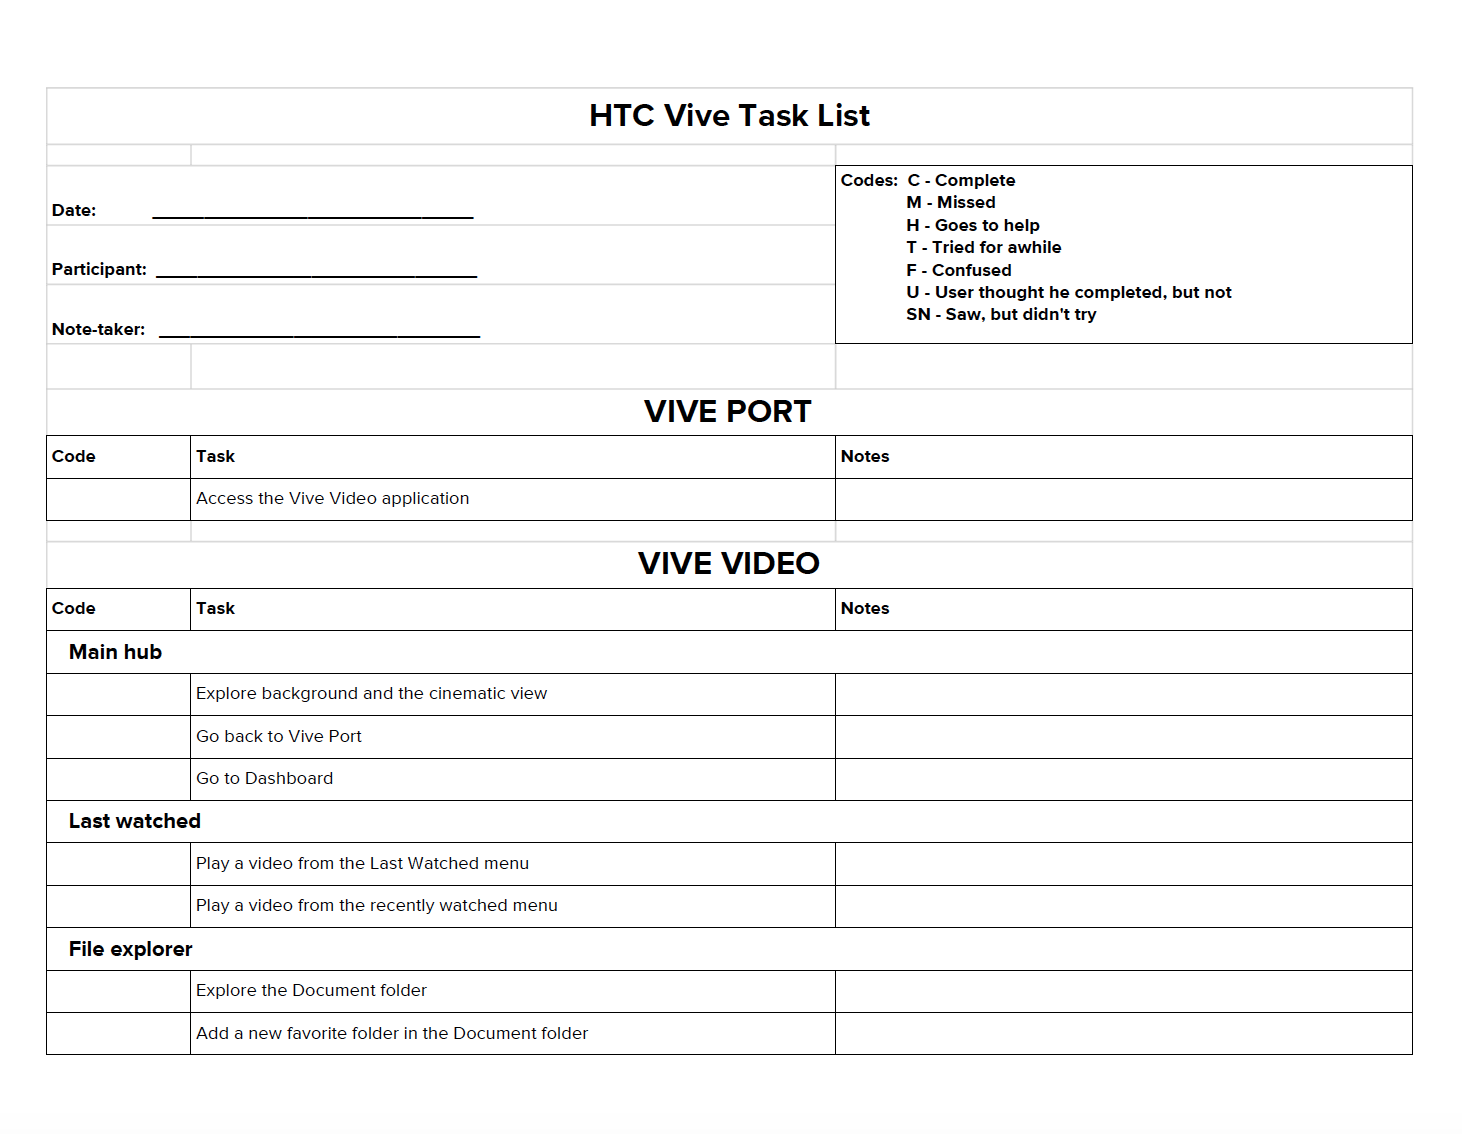 HTC Vive Task List
Date: ______________________________
Codes: C - Complete
M - Missed
H - Goes to help
T - Tried for awhile
F - Confused
U - User thought he completed, but not
SN - Saw, but didn't try
Participant: ______________________________
Note-taker: ______________________________
VIVE PORT
Code Task Notes
Access the Vive Video application
VIVE VIDEO
Code Task Notes
Main hub
Explore background and the cinematic view
Go back to Vive Port
Go to Dashboard
Last watched
Play a video from the Last Watched menu
Play a video from the recently watched menu
File explorer
Explore the Document folder
Add a new favorite folder in the Document folder